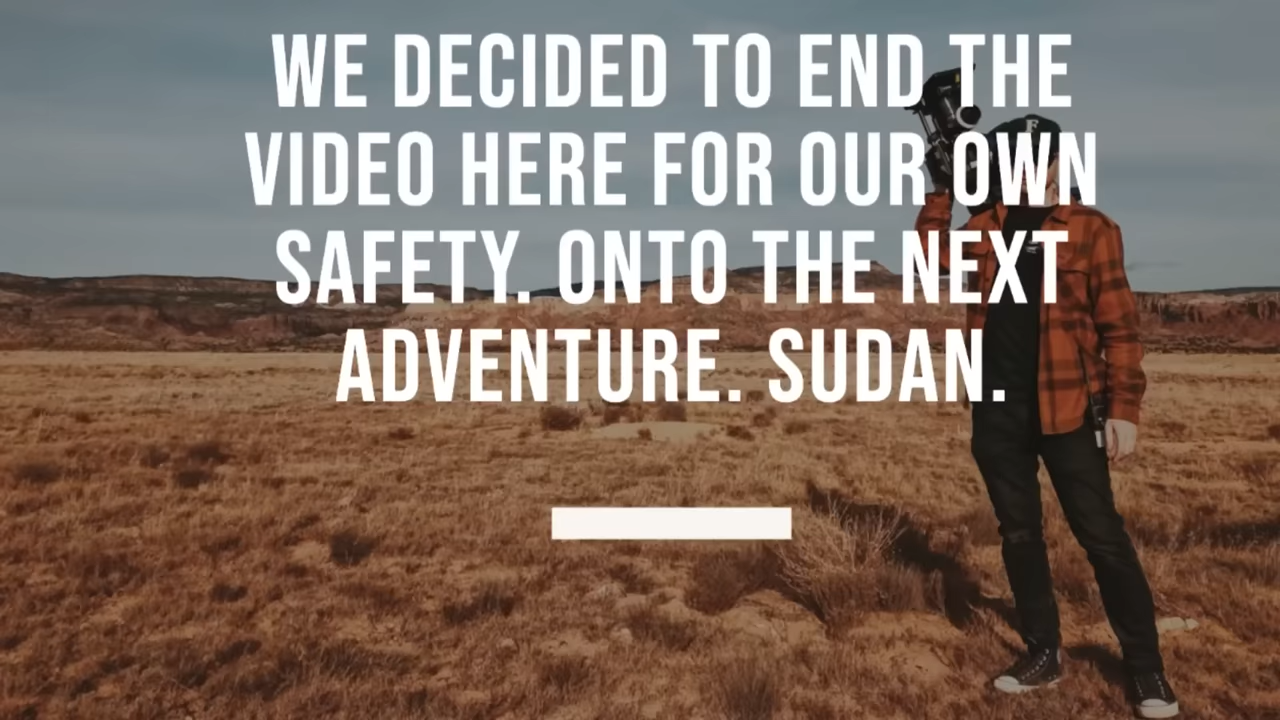 WE DECIDED TO END THE
VIDEO HERE FOR OUR OWN
SAFETY. ONTO THE NEXT
ADVENTURE. SUDAN.
F